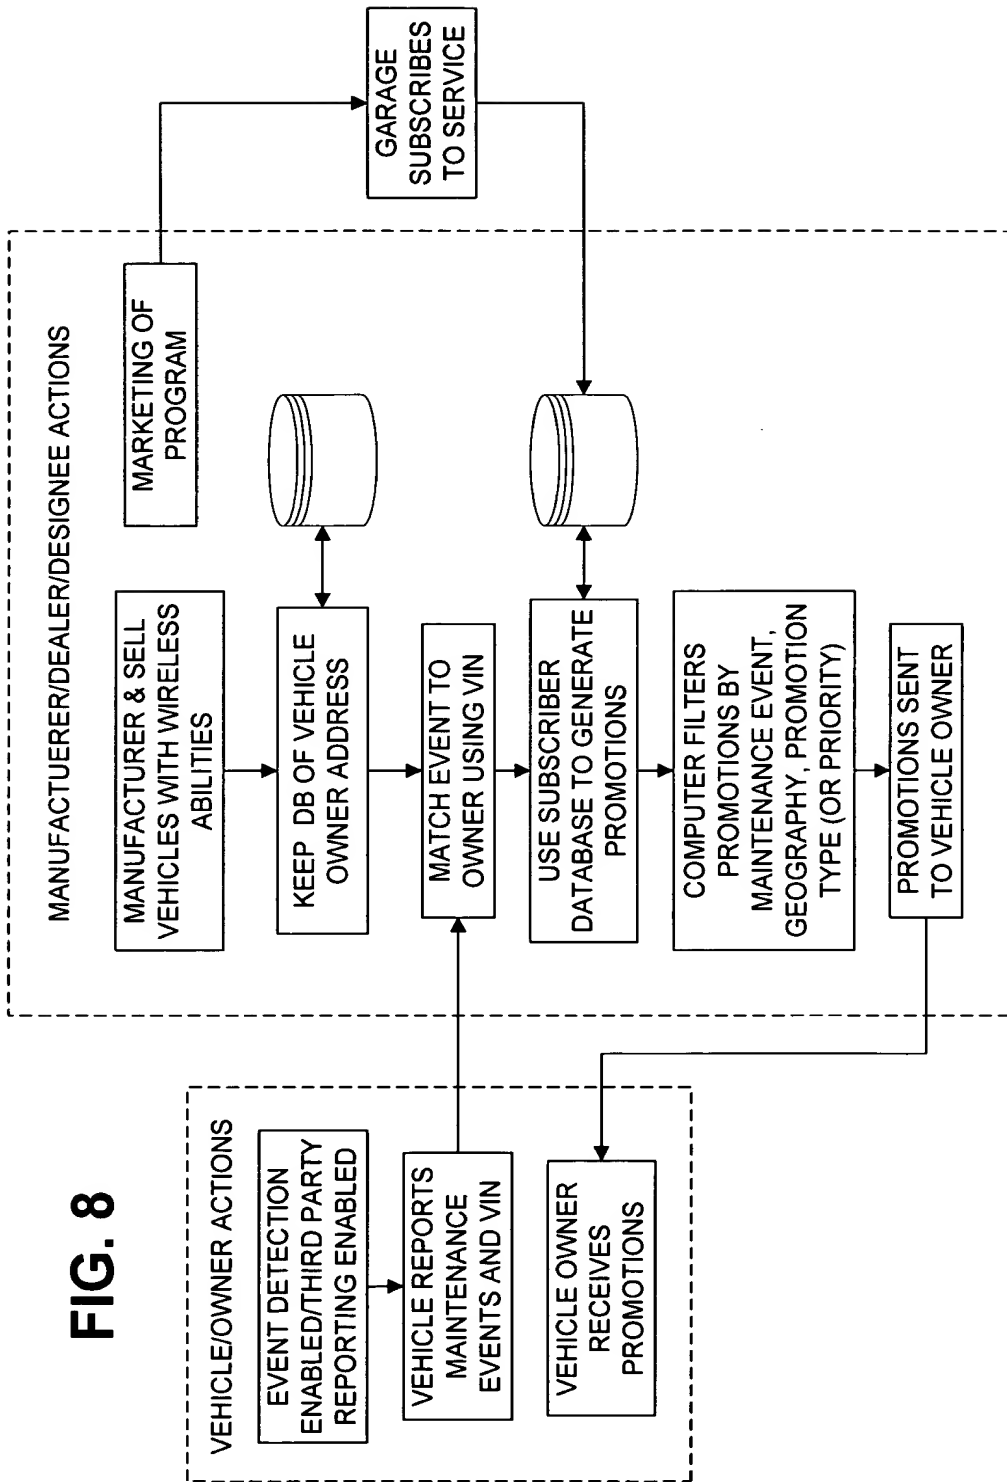 FIG. 8
VEHICLE/OWNER ACTIONS
EVENT DETECTION
ENABLED/THIRD PARTY
REPORTING ENABLED
VEHICLE REPORTS
MAINTENANCE
EVENTS AND VIN
VEHICLE OWNER
RECEIVES
PROMOTIONS
MANUFACTUERER/DEALER/DESIGNEE ACTIONS
MANUFACTURER & SELL
VEHICLES WITH WIRELESS
ABILITIES
KEEP DB OF VEHICLE
OWNER ADDRESS
MATCH EVENT TO
OWNER USING VIN
USE SUBSCRIBER
DATABASE TO GENERATE
PROMOTIONS
COMPUTER FILTERS
PROMOTIONS BY
MAINTENANCE EVENT,
GEOGRAPHY, PROMOTION
TYPE (OR PRIORITY)
PROMOTIONS SENT
TO VEHICLE OWNER
MARKETING OF
PROGRAM
GARAGE
SUBSCRIBES
TO SERVICE